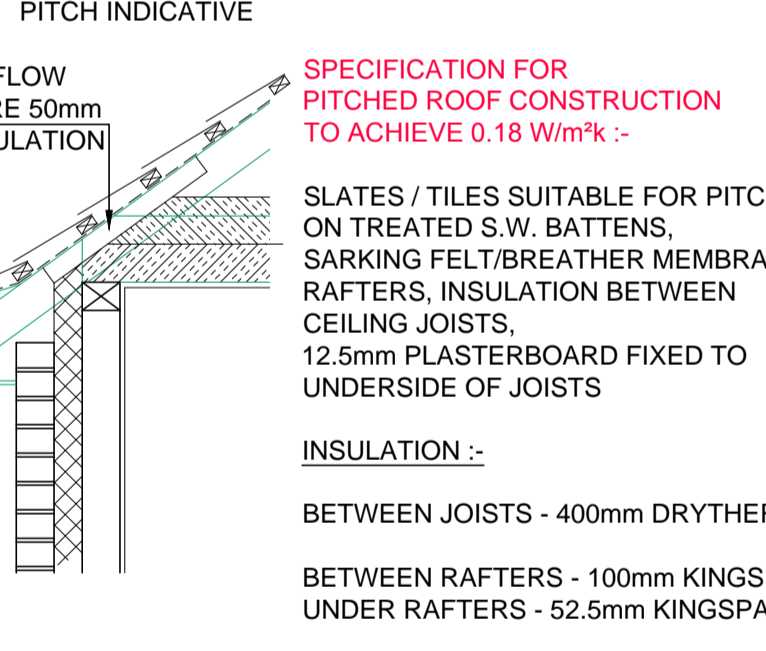 PITCH INDICATIVE
FLOW
RE 50mm
ULATION
SPECIFICATION FOR
PITCHED ROOF CONSTRUCTION
TO ACHIEVE 0.18 W/m²k :-
SLATES / TILES SUITABLE FOR PITC
ON TREATED S.W. BATTENS,
SARKING FELT/BREATHER MEMBRA
RAFTERS, INSULATION BETWEEN
CEILING JOISTS,
12.5mm PLASTERBOARD FIXED TO
UNDERSIDE OF JOISTS
INSULATION :-
BETWEEN JOISTS - 400mm DRYTHER
BETWEEN RAFTERS - 100mm KINGS
UNDER RAFTERS - 52.5mm KINGSPA